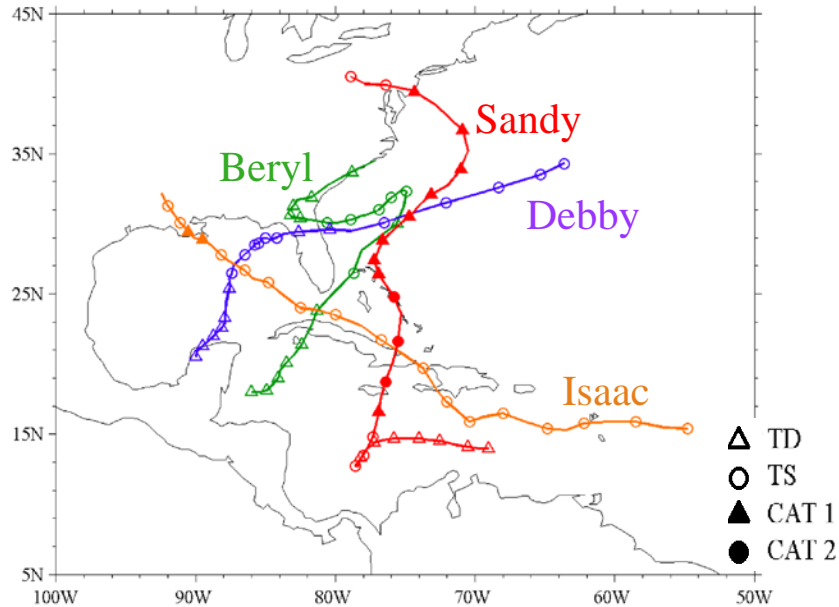 45N
Sandy
35N
Beryl
Debby
25N
Isaac
15N
TD
TS
CAT 1
CAT 2
5N
100W 90W 80W 70W 60W 50W